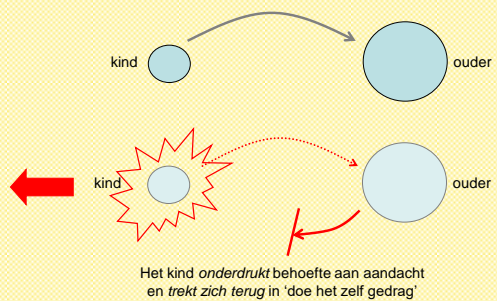 kind
ouder
kind
ouder
Het kind onderdrukt behoefte aan aandacht
en trekt zich terug in ‘doe het zelf gedrag’